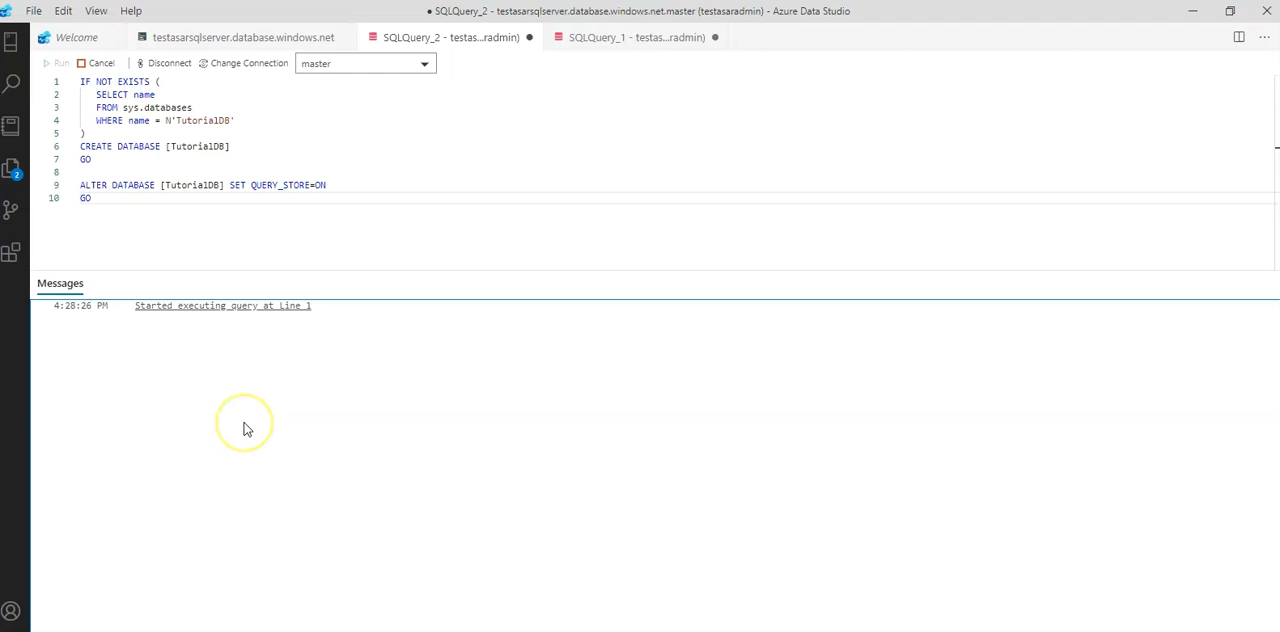 File Edit View Help
● SQLQuery_2 - testasarsqlserver.database.windows.net.master (testasaradmin) - Azure Data Studio
Welcome
testasarsqlserver.database.windows.net
SQLQuery_2 - testas...radmin) ●
SQLQuery_1 - testas...radmin) ●
Run Cancel Disconnect Change Connection master
1 IF NOT EXISTS (
2 SELECT name
3 FROM sys.databases
4 WHERE name = N'TutorialDB'
5 )
6 CREATE DATABASE [TutorialDB]
7 GO
8
9 ALTER DATABASE [TutorialDB] SET QUERY_STORE=ON
10 GO
2
Messages
4:28:26 PM Started executing query at Line 1